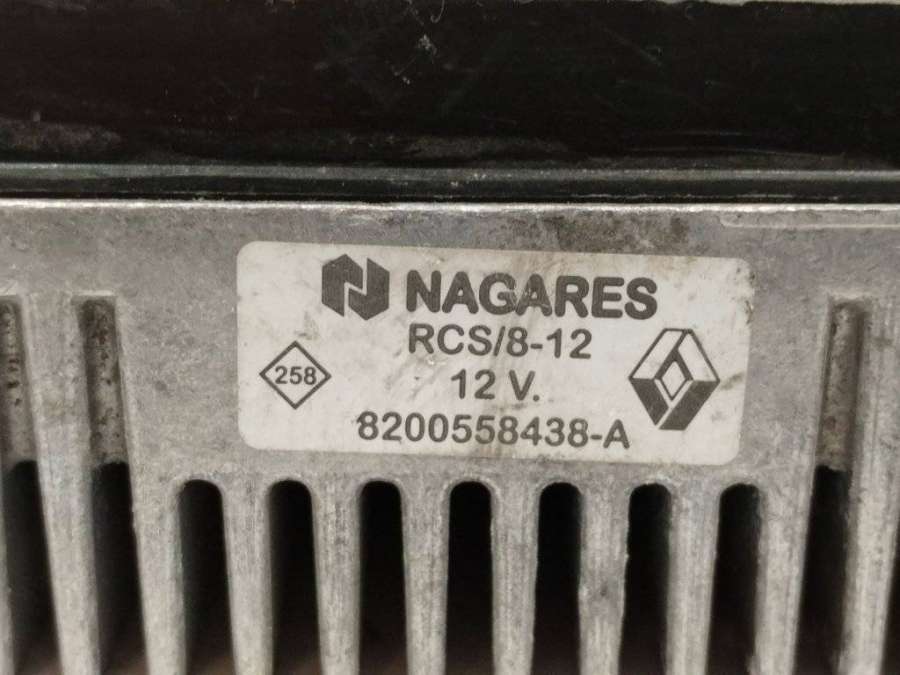 NAGARES
RCS/8-12
258
12 V.
8200558438-A